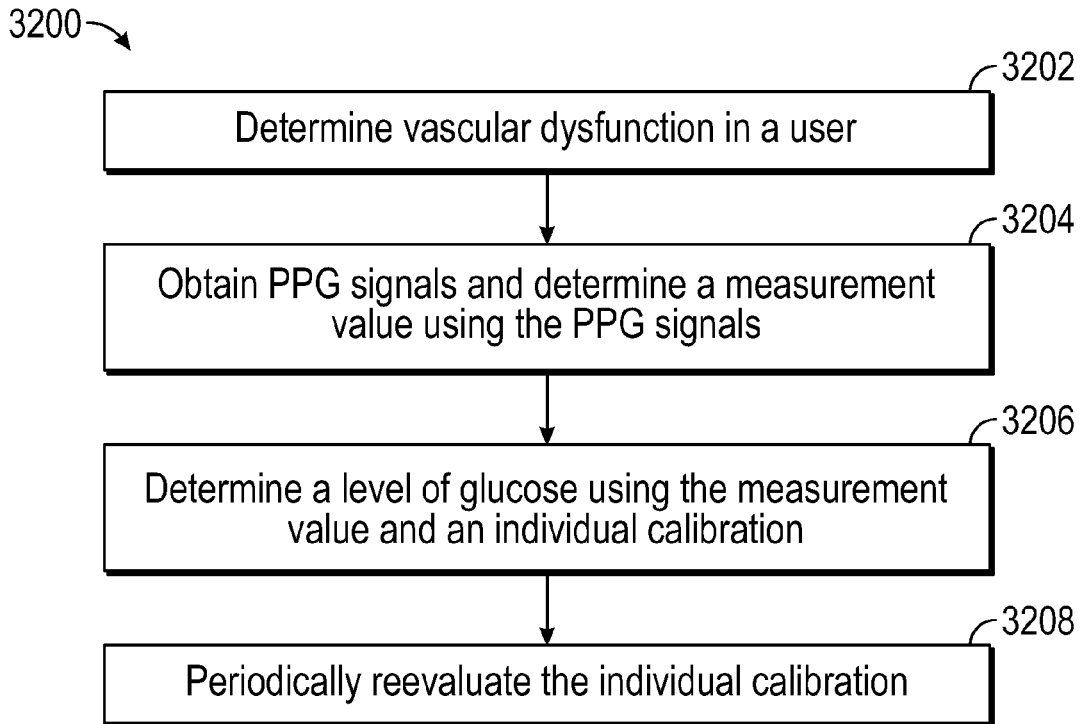 3200
3202
Determine vascular dysfunction in a user
3204
Obtain PPG signals and determine a measurement
value using the PPG signals
3206
Determine a level of glucose using the measurement
value and an individual calibration
3208
Periodically reevaluate the individual calibration